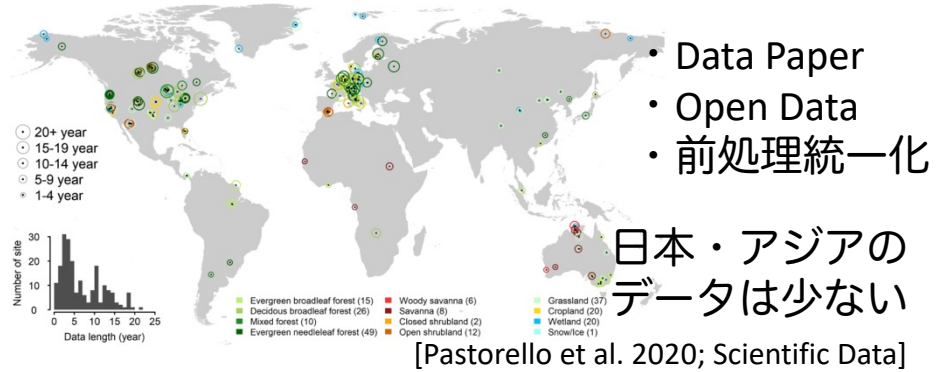 ・Data Paper
・Open Data
・前処理統一化
20+ year
15-19 year
10-14 year
5-9 year
1-4 year
日本・アジアの
データは少ない
Number of site
30
20
10
0
0 5 10 15 20 25
Data length (year)
Evergreen broadleaf forest (15)
Decidious broadleaf forest (26)
Mixed forest (10)
Evergreen needleleaf forest (49)
Woody savanna (6)
Savanna (8)
Closed shrubland (2)
Open shrubland (12)
Grassland (37)
Cropland (20)
Wetland (20)
Snow/Ice (1)
[Pastorello et al. 2020; Scientific Data]